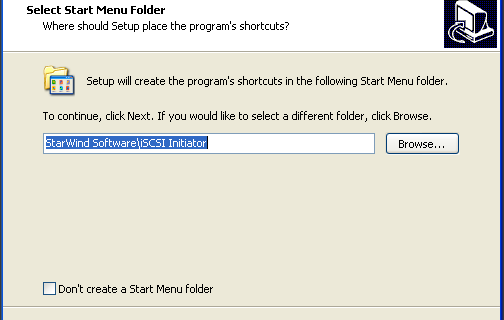 Select Start Menu Folder
Where should Setup place the program's shortcuts?
Setup will create the program's shortcuts in the following Start Menu folder.
To continue, click Next. If you would like to select a different folder, click Browse.
StarWind Software\iSCSI Initiator
Browse...
Don't create a Start Menu folder